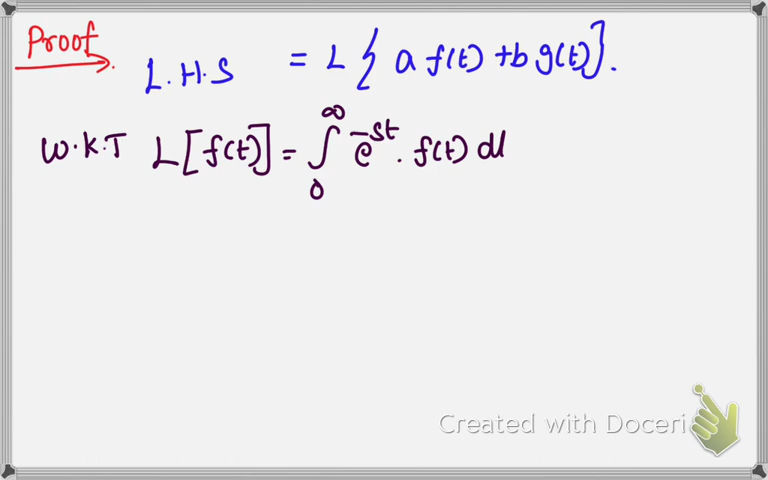 Proof
L.H.S = L { a f(t) + b g(t)}.
W.K.T L[f(t)] = ∫₀^∞ e^-st . f(t) dt
Created with Doceri